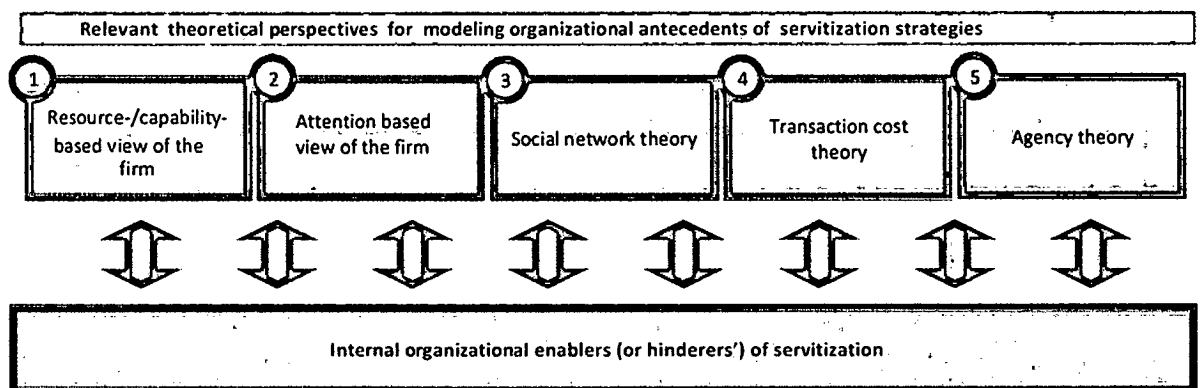 Relevant theoretical perspectives for modeling organizational antecedents of servitization strategies
1
2
3
4
5
Resource-/capability-
based view of the
firm
Attention based
view of the firm
Social network theory
Transaction cost
theory
Agency theory
Internal organizational enablers (or hinderers') of servitization